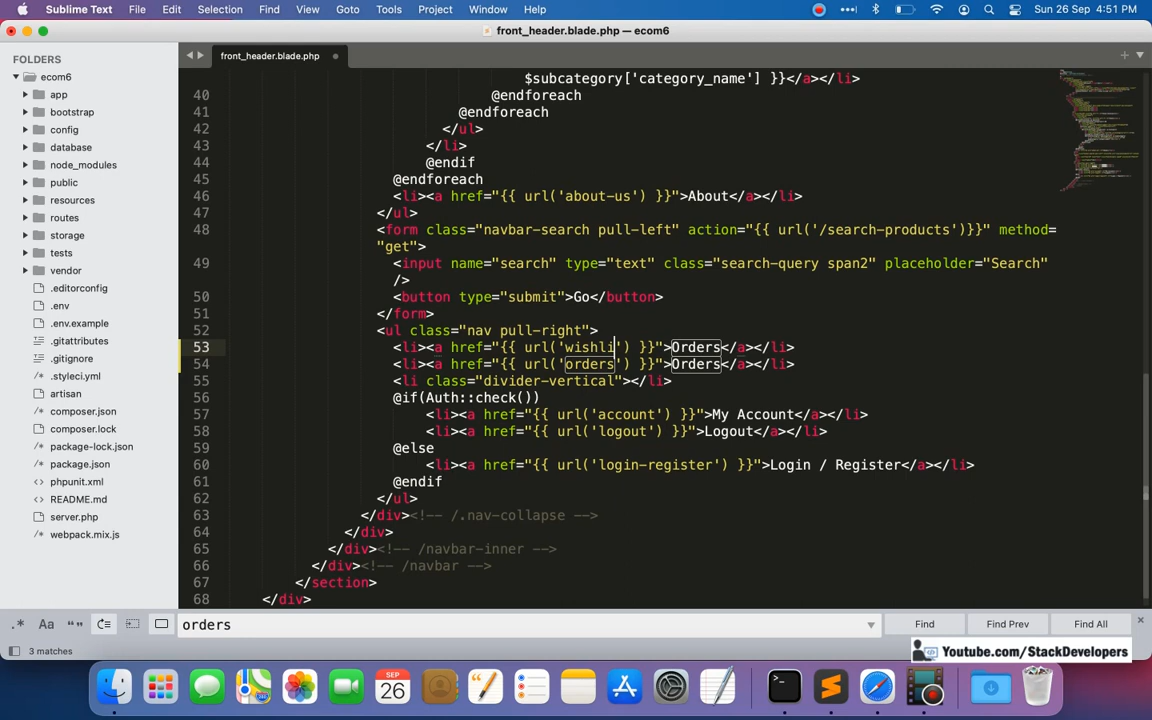 Sublime Text File Edit Selection Find View Goto Tools Project Window Help Sun 26 Sep 4:51 PM
front_header.blade.php — ecom6
FOLDERS
ecom6
app
bootstrap
config
database
node_modules
public
resources
routes
storage
tests
vendor
.editorconfig
.env
.env.example
.gitattributes
.gitignore
.styleci.yml
artisan
composer.json
composer.lock
package-lock.json
package.json
phpunit.xml
README.md
server.php
webpack.mix.js
front_header.blade.php
$subcategory['category_name'] }}</a></li>
40 @endforeach
41 @endforeach
42 </ul>
43 </li>
44 @endif
45 @endforeach
46 <li><a href="{{ url('about-us') }}">About</a></li>
47 </ul>
48 <form class="navbar-search pull-left" action="{{ url('/search-products')}}" method=
"get">
49 <input name="search" type="text" class="search-query span2" placeholder="Search"
/>
50 <button type="submit">Go</button>
51 </form>
52 <ul class="nav pull-right">
53 <li><a href="{{ url('wishli') }}">Orders</a></li>
54 <li><a href="{{ url('orders') }}">Orders</a></li>
55 <li class="divider-vertical"></li>
56 @if(Auth::check())
57 <li><a href="{{ url('account') }}">My Account</a></li>
58 <li><a href="{{ url('logout') }}">Logout</a></li>
59 @else
60 <li><a href="{{ url('login-register') }}">Login / Register</a></li>
61 @endif
62 </ul>
63 </div><!-- /.nav-collapse -->
64 </div>
65 </div><!-- /navbar-inner -->
66 </div><!-- /navbar -->
67 </section>
68 </div>
.* Aa “” orders Find Find Prev Find All
3 matches
Youtube.com/StackDevelopers
SEP
26